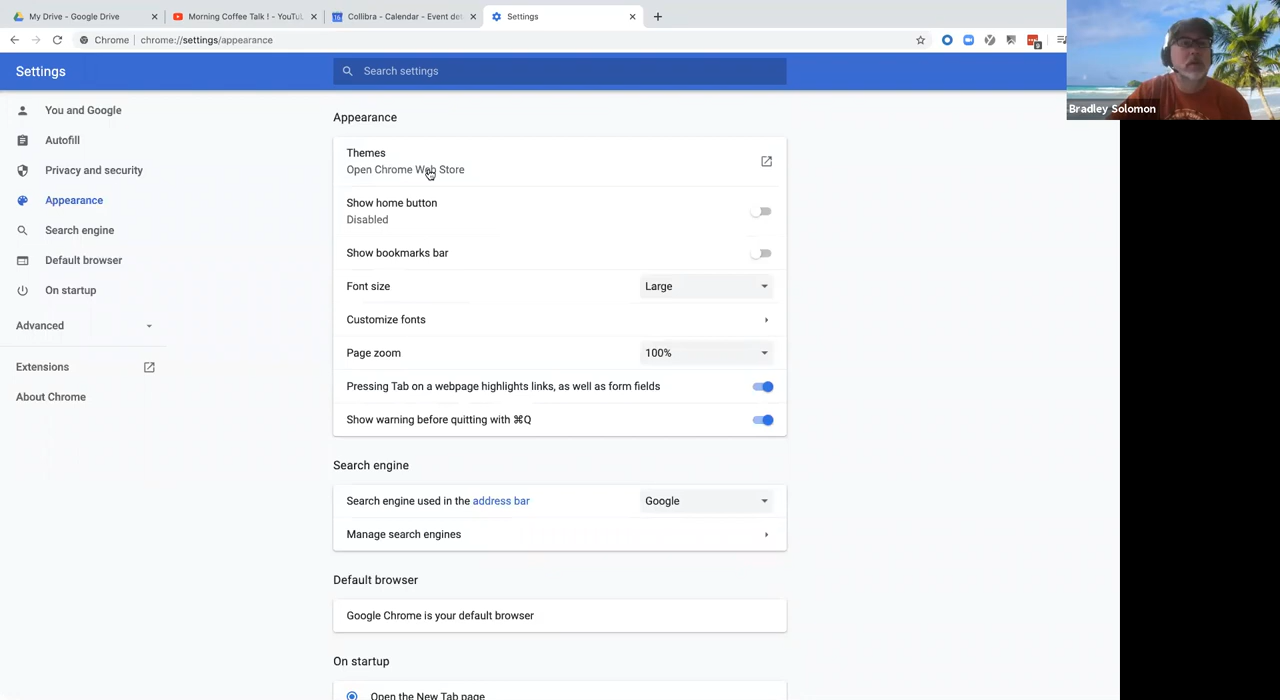 My Drive - Google Drive
Morning Coffee Talk ! - YouTu
Collibra - Calendar - Event de
Settings
Chrome | chrome://settings/appearance
Settings
Search settings
Bradley Solomon
You and Google
Autofill
Privacy and security
Appearance
Search engine
Default browser
On startup
Advanced
Extensions
About Chrome
Appearance
Themes
Open Chrome Web Store
Show home button
Disabled
Show bookmarks bar
Font size
Large
Customize fonts
Page zoom
100%
Pressing Tab on a webpage highlights links, as well as form fields
Show warning before quitting with ⌘Q
Search engine
Search engine used in the address bar
Google
Manage search engines
Default browser
Google Chrome is your default browser
On startup
Open the New Tab page